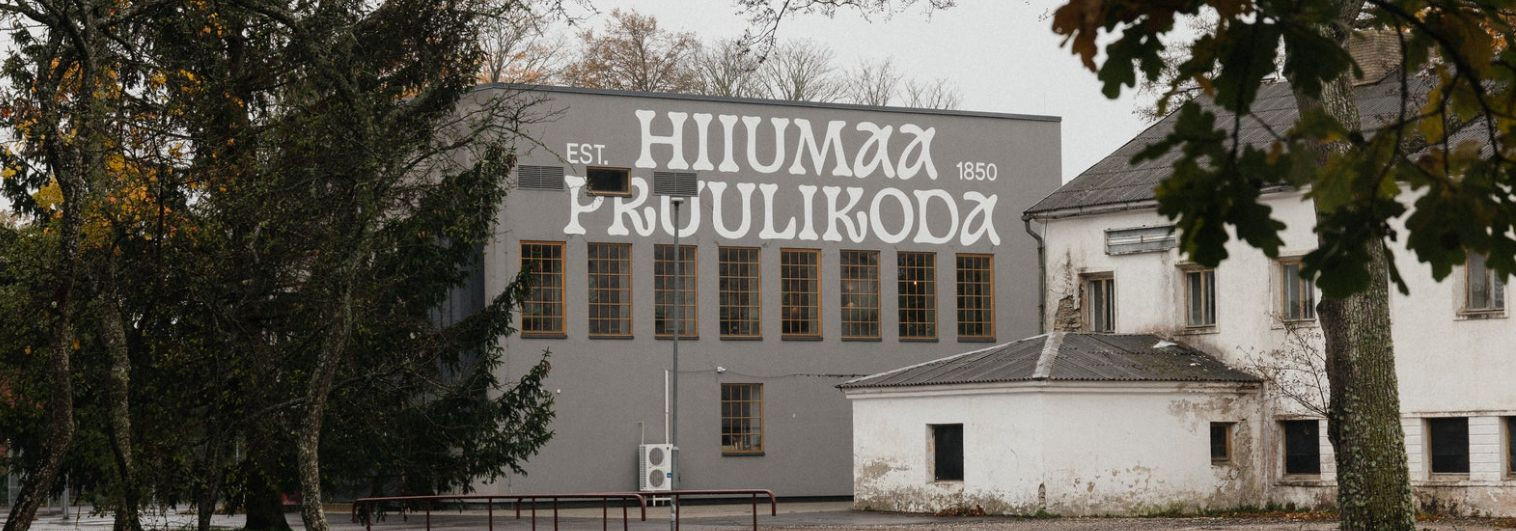 HIIUMAA
EST. 1850
PRUULIKODA